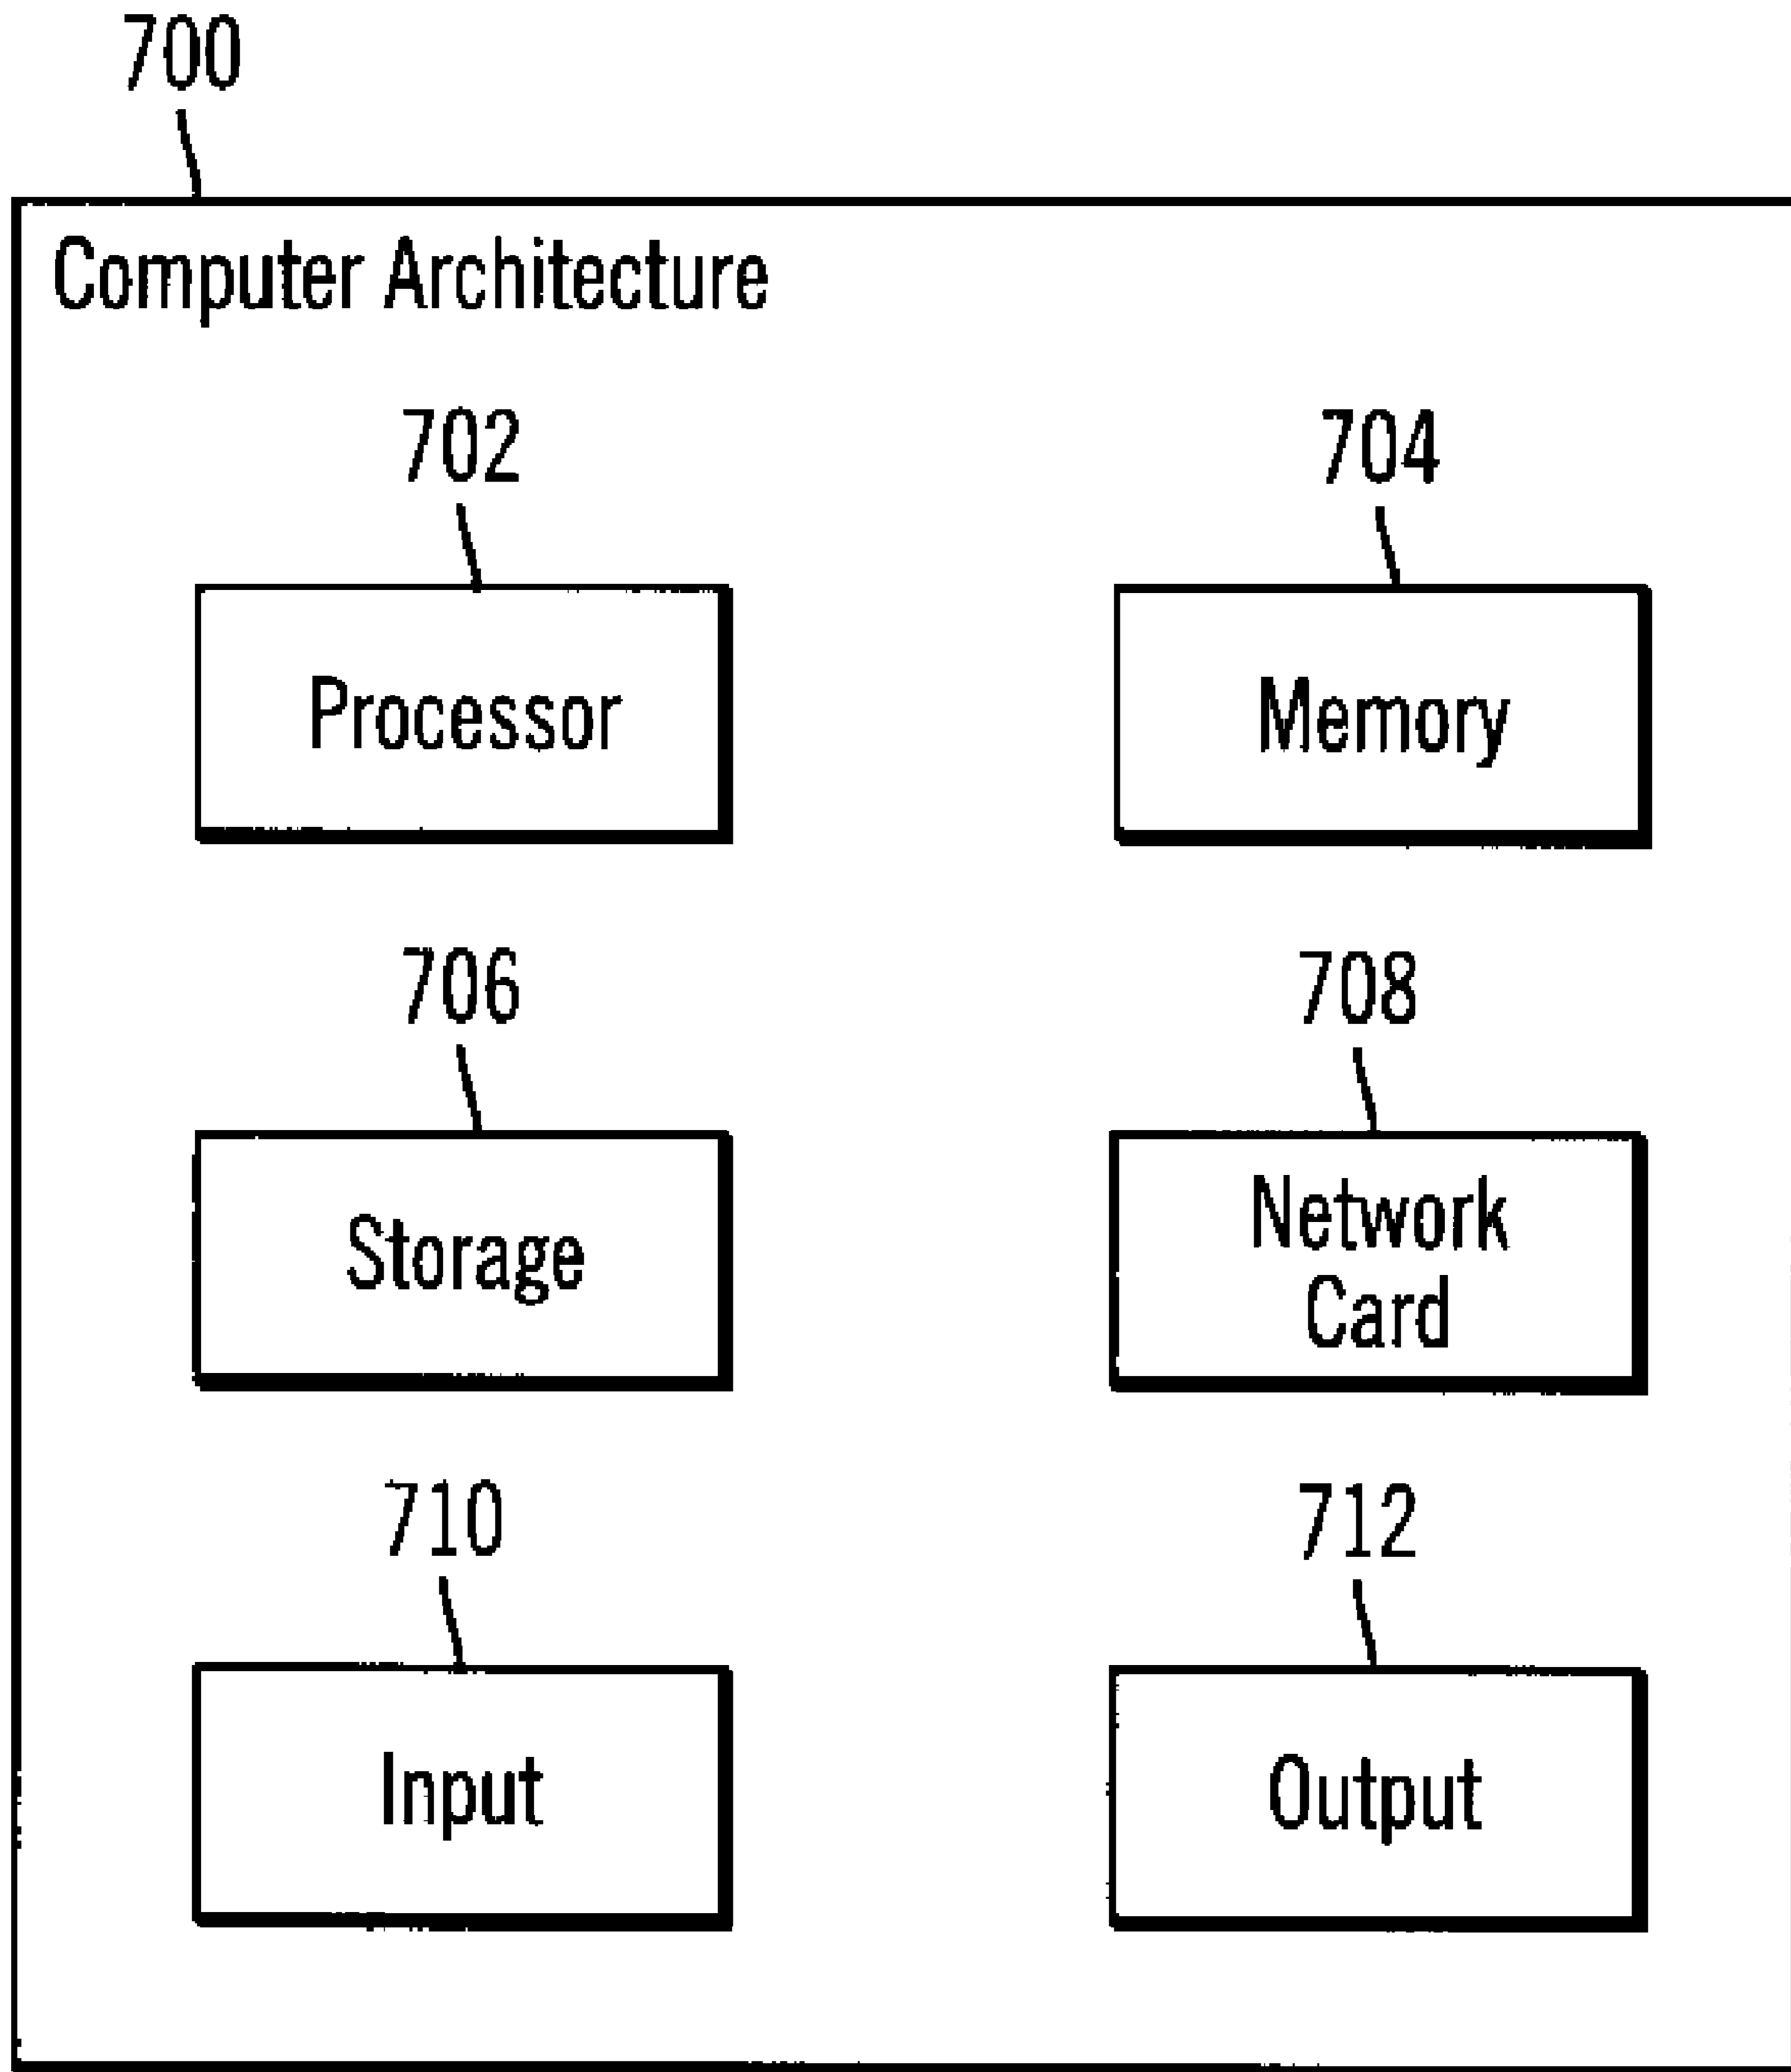 700
Computer Architecture
702
704
Processor
Memory
706
708
Storage
Network
Card
710
712
Input
Output